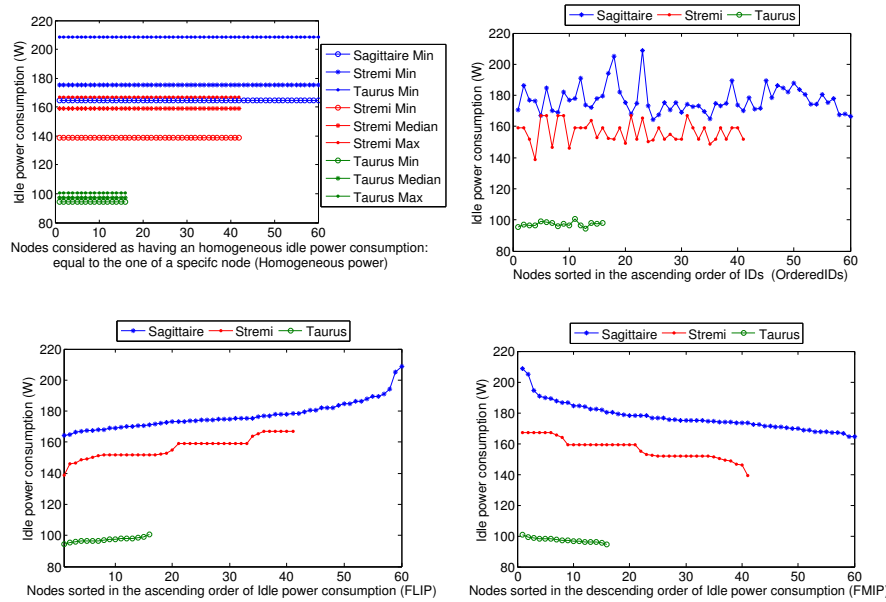 220
200
180
160
140
120
100
80
0 10 20 30 40 50 60
Idle power consumption (W)
Nodes considered as having an homogeneous idle power consumption:
equal to the one of a specifc node (Homogeneous power)
Sagittaire Min
Stremi Min
Taurus Min
Stremi Min
Stremi Median
Stremi Max
Taurus Min
Taurus Median
Taurus Max
Sagittaire Stremi Taurus
220
200
180
160
140
120
100
80
0 10 20 30 40 50 60
Idle power consumption (W)
Nodes sorted in the ascending order of IDs (OrderedIDs)
Sagittaire Stremi Taurus
220
200
180
160
140
120
100
80
10 20 30 40 50 60
Idle power consumption (W)
Nodes sorted in the ascending order of Idle power consumption (FLIP)
Sagittaire Stremi Taurus
220
200
180
160
140
120
100
80
0 10 20 30 40 50 60
Idle power consumption (W)
Nodes sorted in the descending order of Idle power consumption (FMIP)